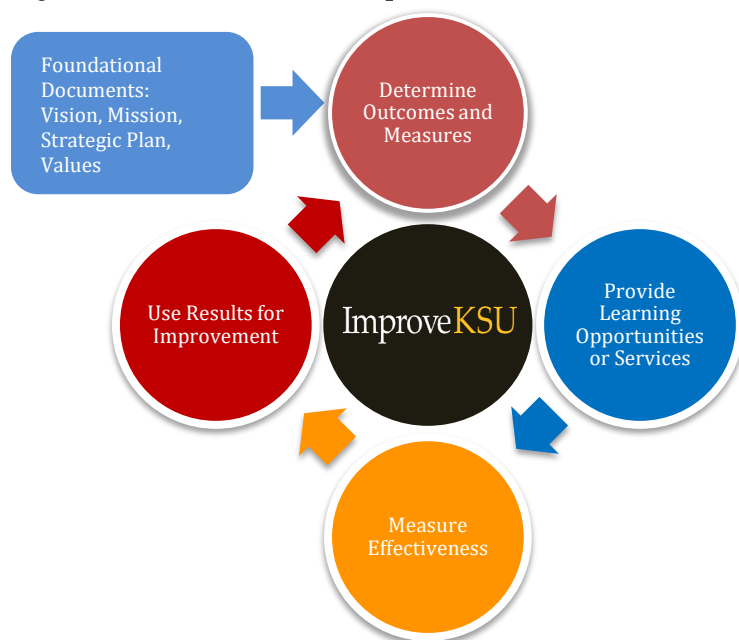 Foundational
Documents:
Vision, Mission,
Strategic Plan,
Values
Determine
Outcomes and
Measures
Provide
Learning
Opportunities
or Services
Measure
Effectiveness
Use Results for
Improvement
ImproveKSU